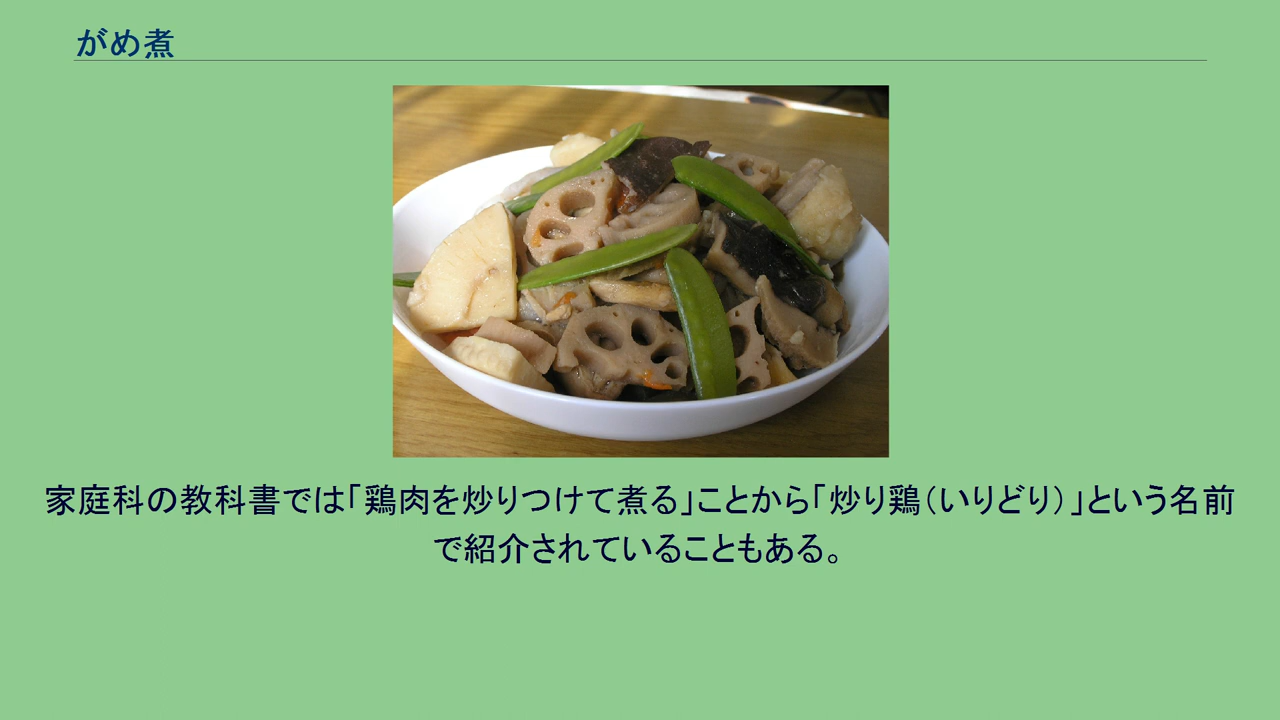 がめ煮
家庭科の教科書では「鶏肉を炒りつけて煮る」ことから「炒り鶏（いりどり）」という名前
で紹介されていることもある。